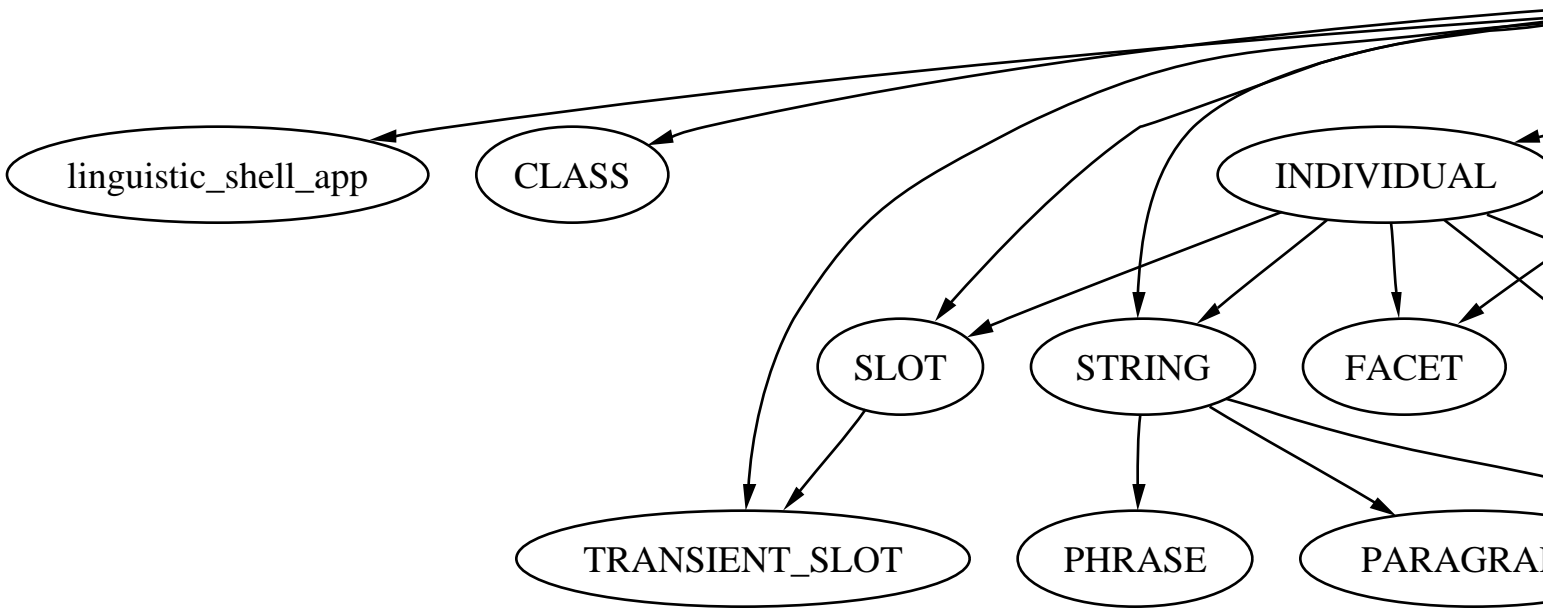 linguistic_shell_app
CLASS
INDIVIDUAL
SLOT
STRING
FACET
TRANSIENT_SLOT
PHRASE